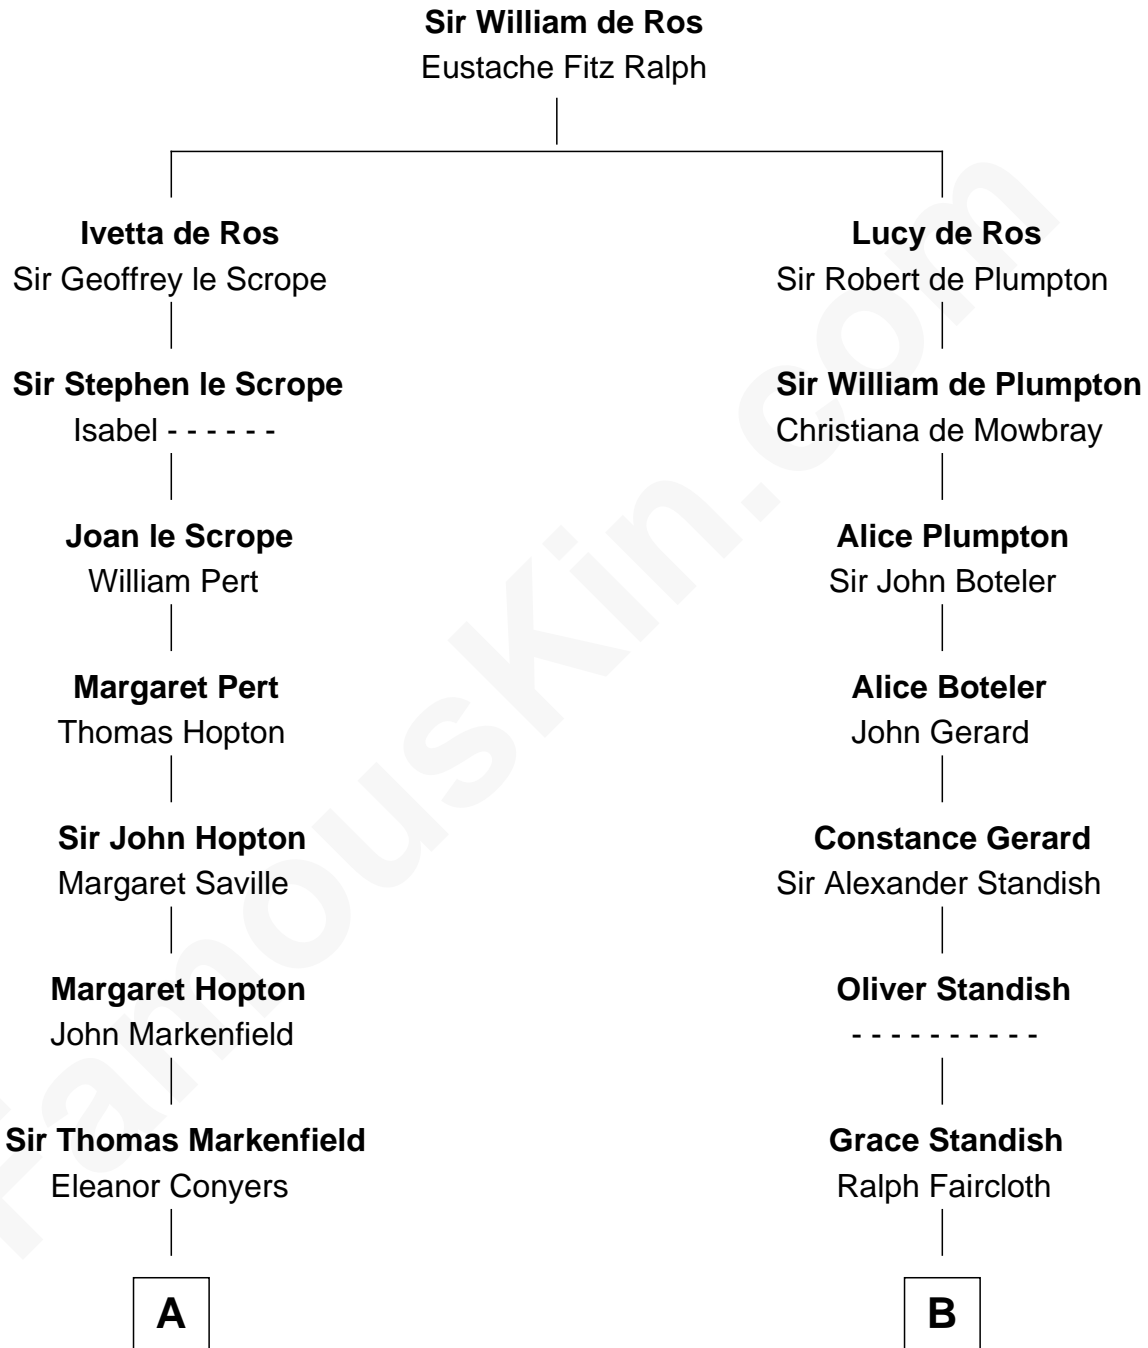 Sir William de Ros
Eustache Fitz Ralph
Ivetta de Ros
Sir Geoffrey le Scrope
Sir Stephen le Scrope
Isabel - - - - - -
Joan le Scrope
William Pert
Margaret Pert
Thomas Hopton
Sir John Hopton
Margaret Saville
Margaret Hopton
John Markenfield
Sir Thomas Markenfield
Eleanor Conyers
A
Lucy de Ros
Sir Robert de Plumpton
Sir William de Plumpton
Christiana de Mowbray
Alice Plumpton
Sir John Boteler
Alice Boteler
John Gerard
Constance Gerard
Sir Alexander Standish
Oliver Standish
- - - - - - - - - -
Grace Standish
Ralph Faircloth
B
FamousKin.com